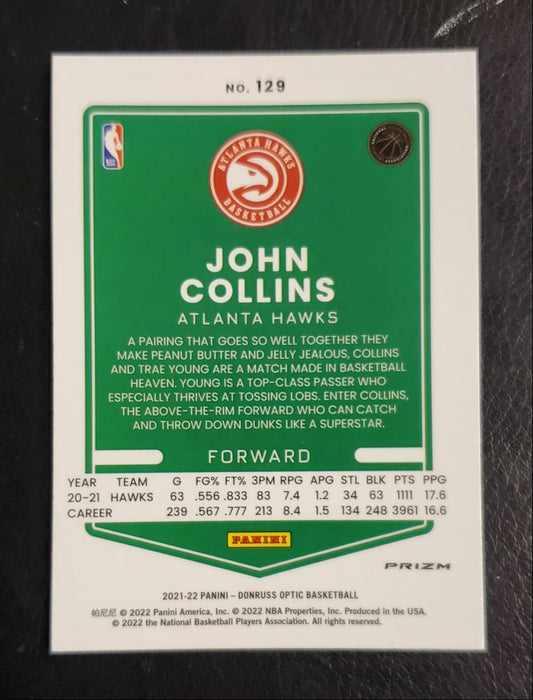 NO. 129
NBA
ATLANTA HAWKS
BASKETBALL
JOHN
COLLINS
ATLANTA HAWKS
A PAIRING THAT GOES SO WELL TOGETHER THEY
MAKE PEANUT BUTTER AND JELLY JEALOUS, COLLINS
AND TRAE YOUNG ARE A MATCH MADE IN BASKETBALL
HEAVEN. YOUNG IS A TOP-CLASS PASSER WHO
ESPECIALLY THRIVES AT TOSSING LOBS. ENTER COLLINS,
THE ABOVE-THE-RIM FORWARD WHO CAN CATCH
AND THROW DOWN DUNKS LIKE A SUPERSTAR.
FORWARD
YEAR TEAM G FG% FT% 3PM RPG APG STL BLK PTS PPG
20-21 HAWKS 63 .556 .833 83 7.4 1.2 34 63 1111 17.6
CAREER 239 .567 .777 213 8.4 1.5 134 248 3961 16.6
PANINI
PRIZM
2021-22 PANINI – DONRUSS OPTIC BASKETBALL
帕尼尼 © 2022 Panini America, Inc. © 2022 NBA Properties, Inc. Produced in the USA.
© 2022 the National Basketball Players Association. All rights reserved.